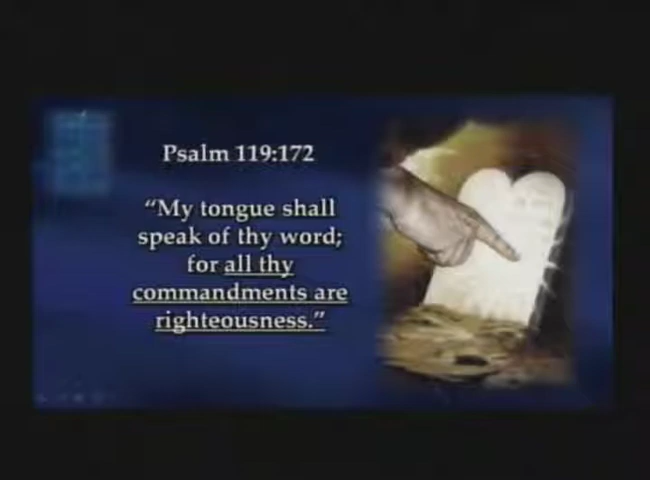 Psalm 119:172
“My tongue shall
speak of thy word;
for all thy
commandments are
righteousness.”